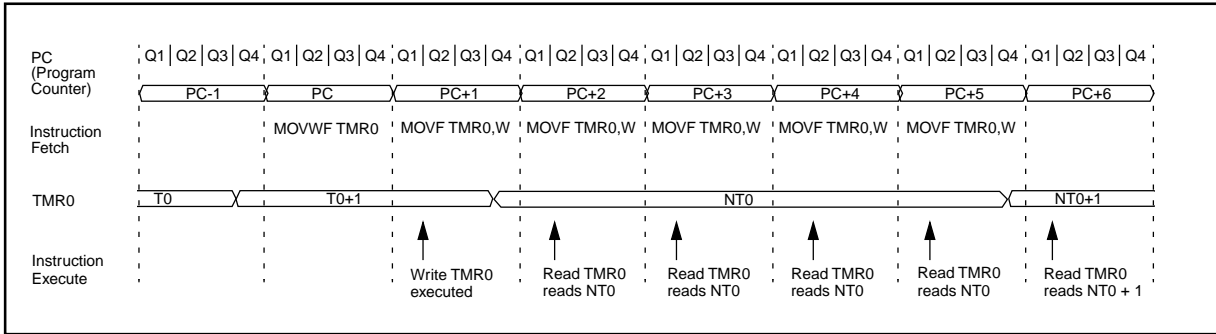 PC
(Program
Counter)
Q1 Q2 Q3 Q4 Q1 Q2 Q3 Q4 Q1 Q2 Q3 Q4 Q1 Q2 Q3 Q4 Q1 Q2 Q3 Q4 Q1 Q2 Q3 Q4 Q1 Q2 Q3 Q4 Q1 Q2 Q3 Q4
PC-1 PC PC+1 PC+2 PC+3 PC+4 PC+5 PC+6
Instruction
Fetch
MOVWF TMR0 MOVF TMR0,W MOVF TMR0,W MOVF TMR0,W MOVF TMR0,W MOVF TMR0,W
TMR0
T0 T0+1 NT0 NT0+1
Instruction
Execute
Write TMR0
executed
Read TMR0
reads NT0
Read TMR0
reads NT0
Read TMR0
reads NT0
Read TMR0
reads NT0
Read TMR0
reads NT0 + 1